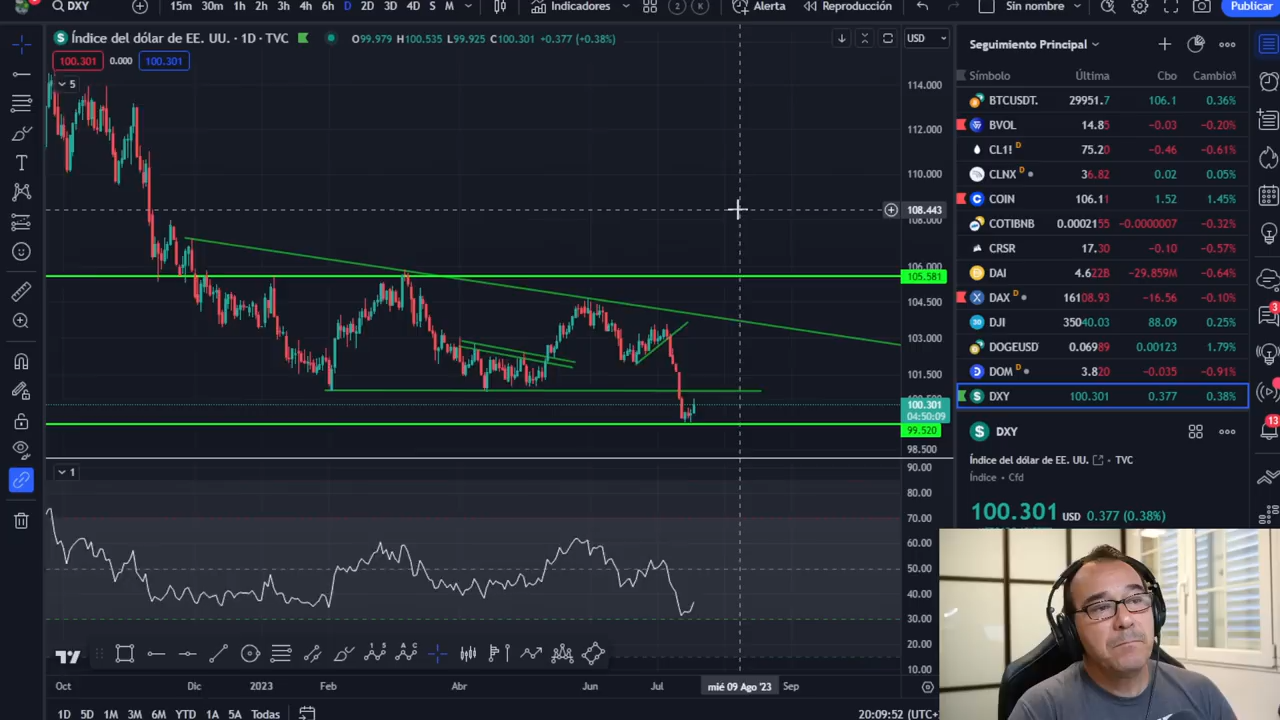 DXY
15m 30m 1h 2h 3h 4h 6h D 2D 3D 4D S M
Indicadores
2 K
Alerta
Reproducción
Sin nombre
Publicar
Índice del dólar de EE. UU. · 1D · TVC
O99.979 H100.535 L99.925 C100.301 +0.377 (+0.38%)
100.301 0.000 100.301
5
USD
114.000
112.000
110.000
108.443
108.000
106.000
105.581
104.500
103.000
101.500
100.301
04:50:09
99.520
98.500
1
90.00
80.00
70.00
60.00
50.00
40.00
30.00
20.00
10.00
Oct Dic 2023 Feb Abr Jun Jul mié 09 Ago '23 Sep
1D 5D 1M 3M 6M YTD 1A 5A Todas
20:09:52 (UTC+
Seguimiento Principal
Símbolo Última Cbo Cambio%
BTCUSDT. 29951.7 106.1 0.36%
BVOL 14.85 −0.03 −0.20%
CL1! D 75.20 −0.46 −0.61%
CLNX D 36.82 0.02 0.05%
COIN 106.11 1.52 1.45%
COTIBNB 0.0002155 −0.0000007 −0.32%
CRSR 17.30 −0.10 −0.57%
DAI 4.622B −29.859M −0.64%
DAX D 16108.93 −16.56 −0.10%
DJI 35040.03 88.09 0.25%
DOGEUSD 0.06989 0.00123 1.79%
DOM D 3.820 −0.035 −0.91%
DXY 100.301 0.377 0.38%
DXY
Índice del dólar de EE. UU. · TVC
Índice · Cfd
100.301 USD 0.377 (0.38%)
3
13